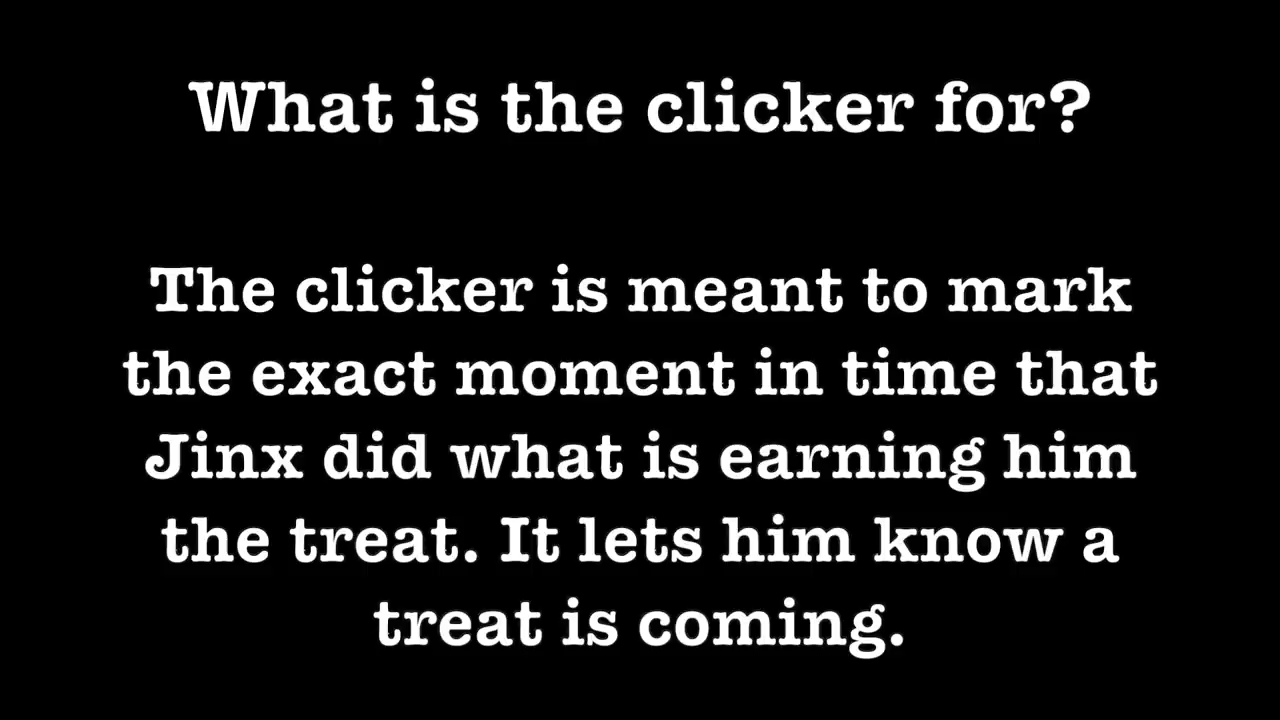 What is the clicker for?
The clicker is meant to mark
the exact moment in time that
Jinx did what is earning him
the treat. It lets him know a
treat is coming.